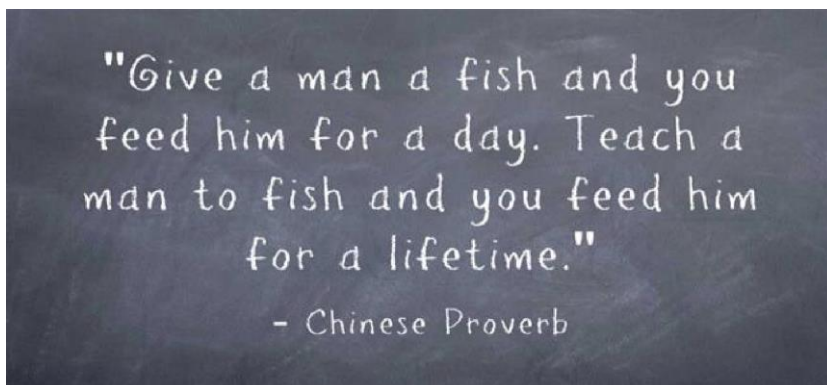 "Give a man a fish and you
feed him for a day. Teach a
man to fish and you feed him
for a lifetime."
- Chinese Proverb